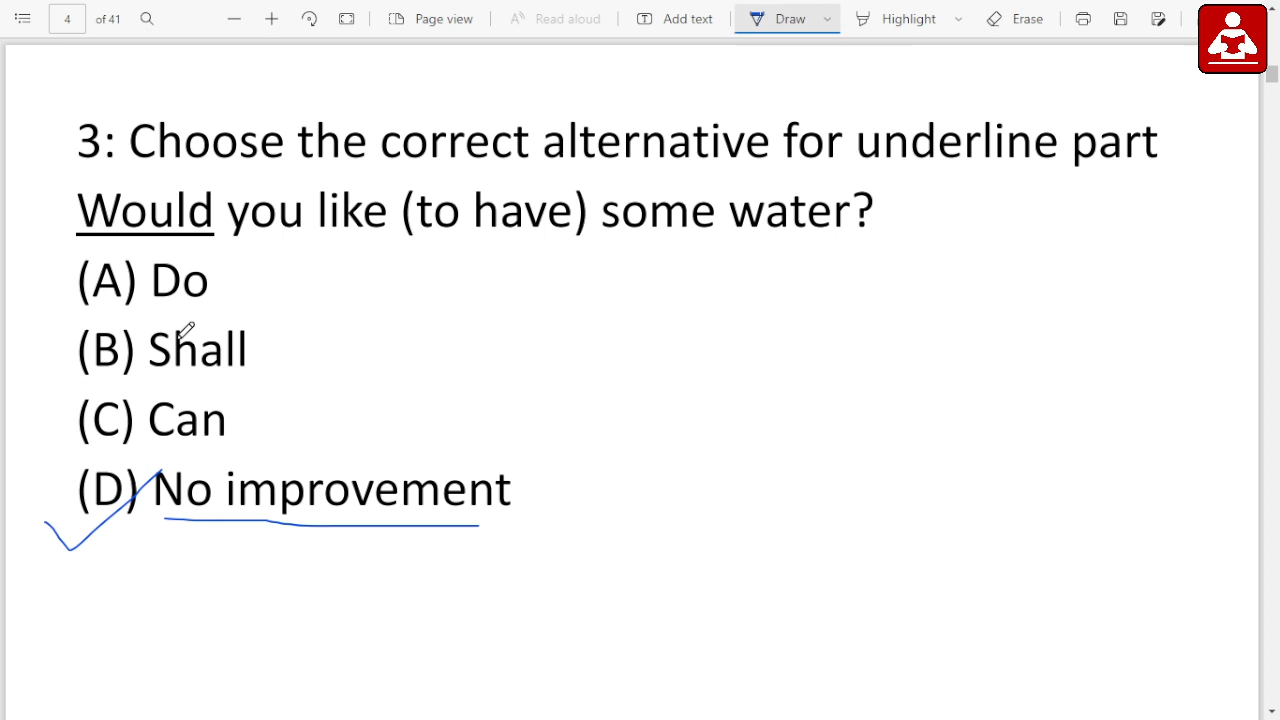 4 of 41 Page view Read aloud Add text Draw Highlight Erase
3: Choose the correct alternative for underline part
Would you like (to have) some water?
(A) Do
(B) Shall
(C) Can
(D) No improvement